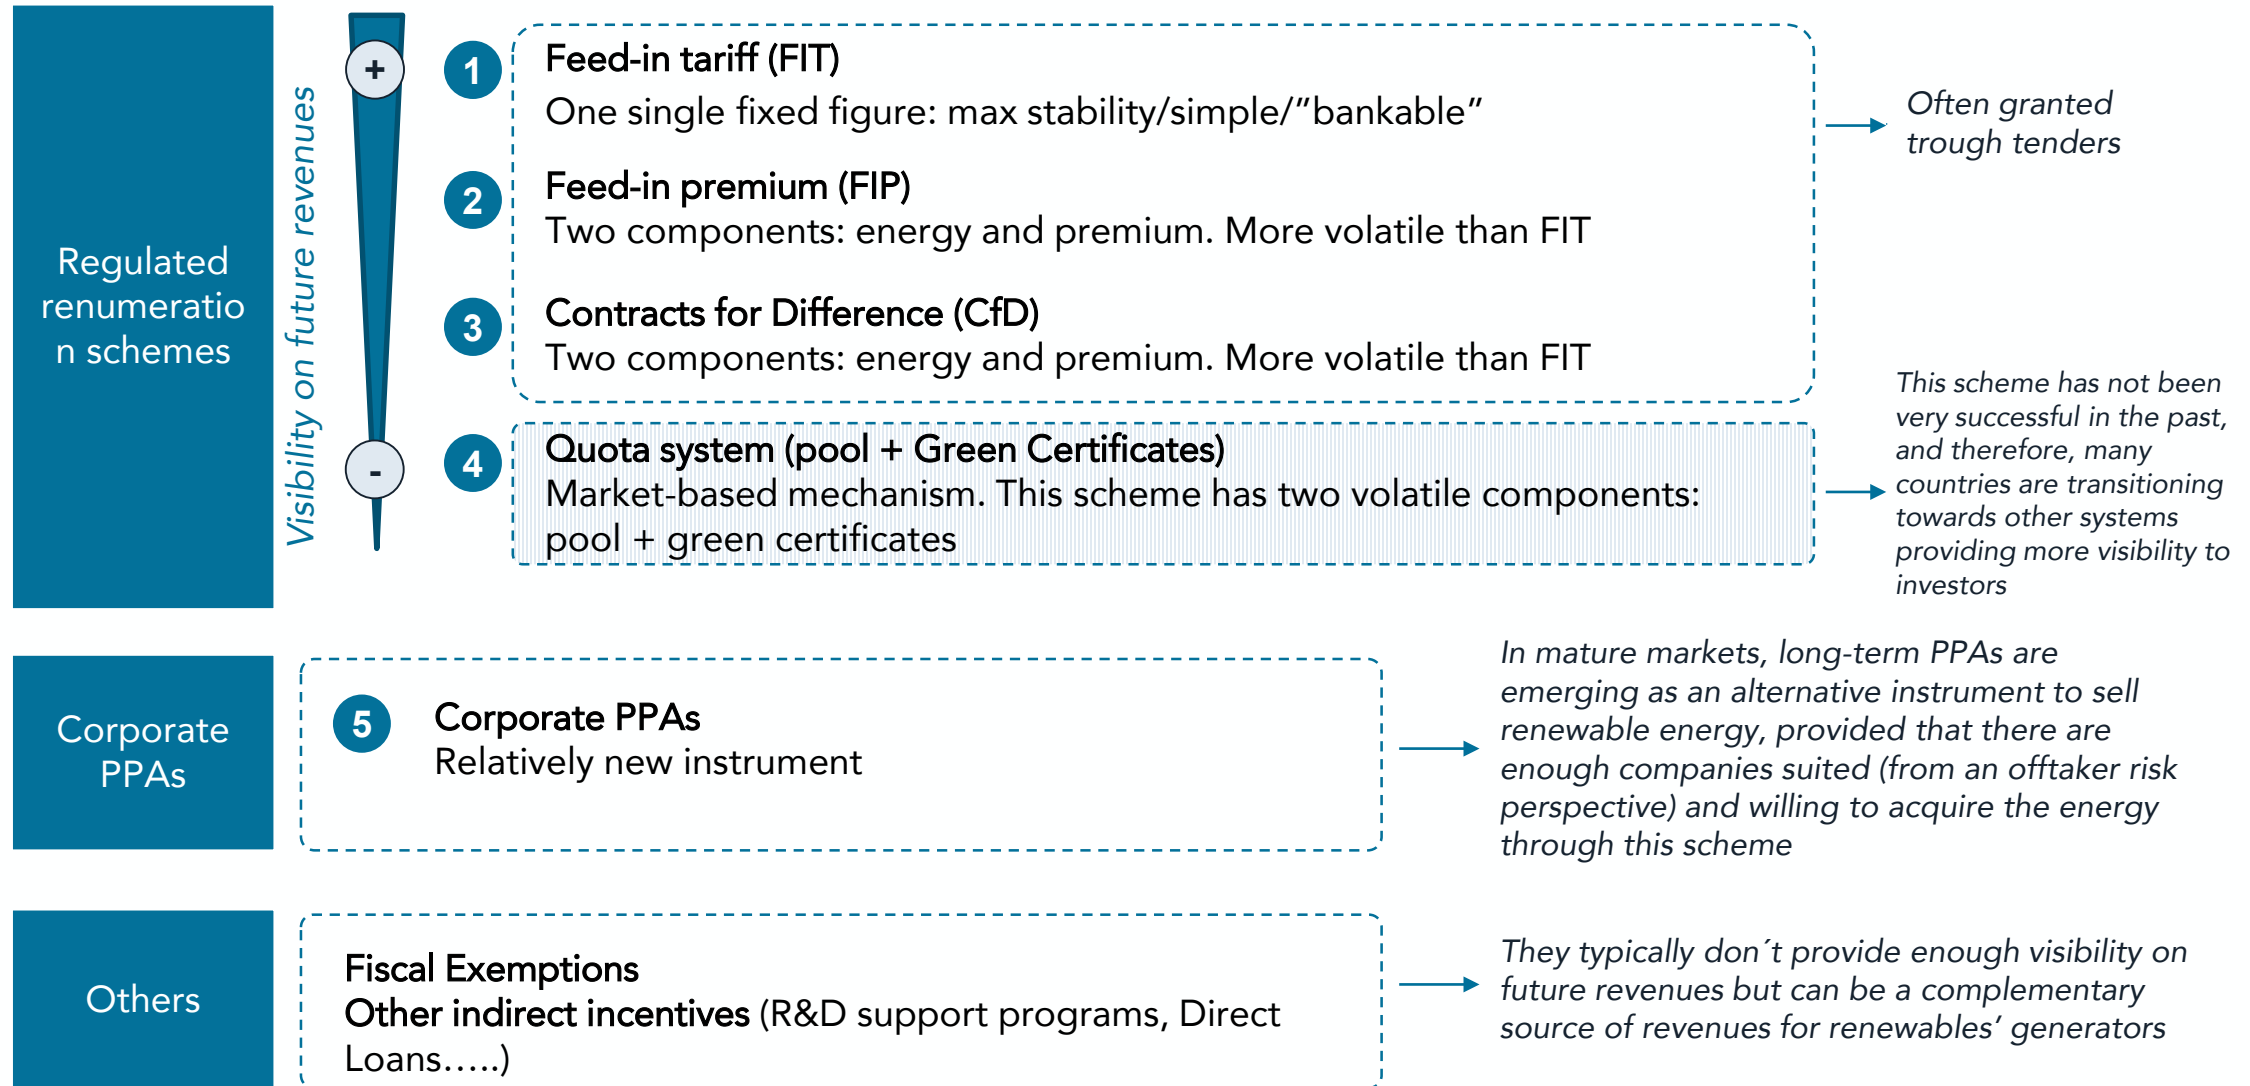 Regulated
renumeratio
n schemes
Visibility on future revenues
+
-
1
Feed-in tariff (FIT)
One single fixed figure: max stability/simple/”bankable”
2
Feed-in premium (FIP)
Two components: energy and premium. More volatile than FIT
3
Contracts for Difference (CfD)
Two components: energy and premium. More volatile than FIT
Often granted
trough tenders
4
Quota system (pool + Green Certificates)
Market-based mechanism. This scheme has two volatile components:
pool + green certificates
This scheme has not been
very successful in the past,
and therefore, many
countries are transitioning
towards other systems
providing more visibility to
investors
Corporate
PPAs
5
Corporate PPAs
Relatively new instrument
In mature markets, long-term PPAs are
emerging as an alternative instrument to sell
renewable energy, provided that there are
enough companies suited (from an offtaker risk
perspective) and willing to acquire the energy
through this scheme
Others
Fiscal Exemptions
Other indirect incentives (R&D support programs, Direct
Loans…..)
They typically don´t provide enough visibility on
future revenues but can be a complementary
source of revenues for renewables’ generators